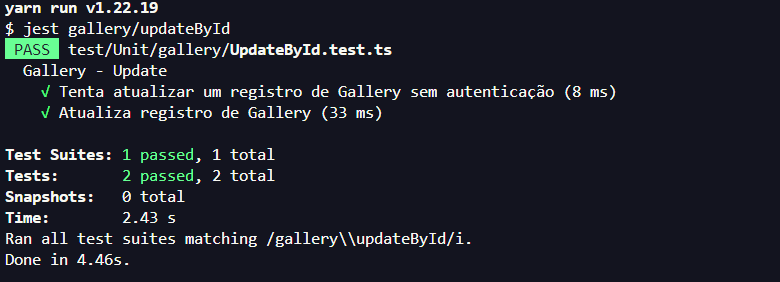 yarn run v1.22.19
$ jest gallery/updateById
PASS test/Unit/gallery/UpdateById.test.ts
Gallery - Update
√ Tenta atualizar um registro de Gallery sem autenticação (8 ms)
√ Atualiza registro de Gallery (33 ms)
Test Suites: 1 passed, 1 total
Tests: 2 passed, 2 total
Snapshots: 0 total
Time: 2.43 s
Ran all test suites matching /gallery\\updateById/i.
Done in 4.46s.